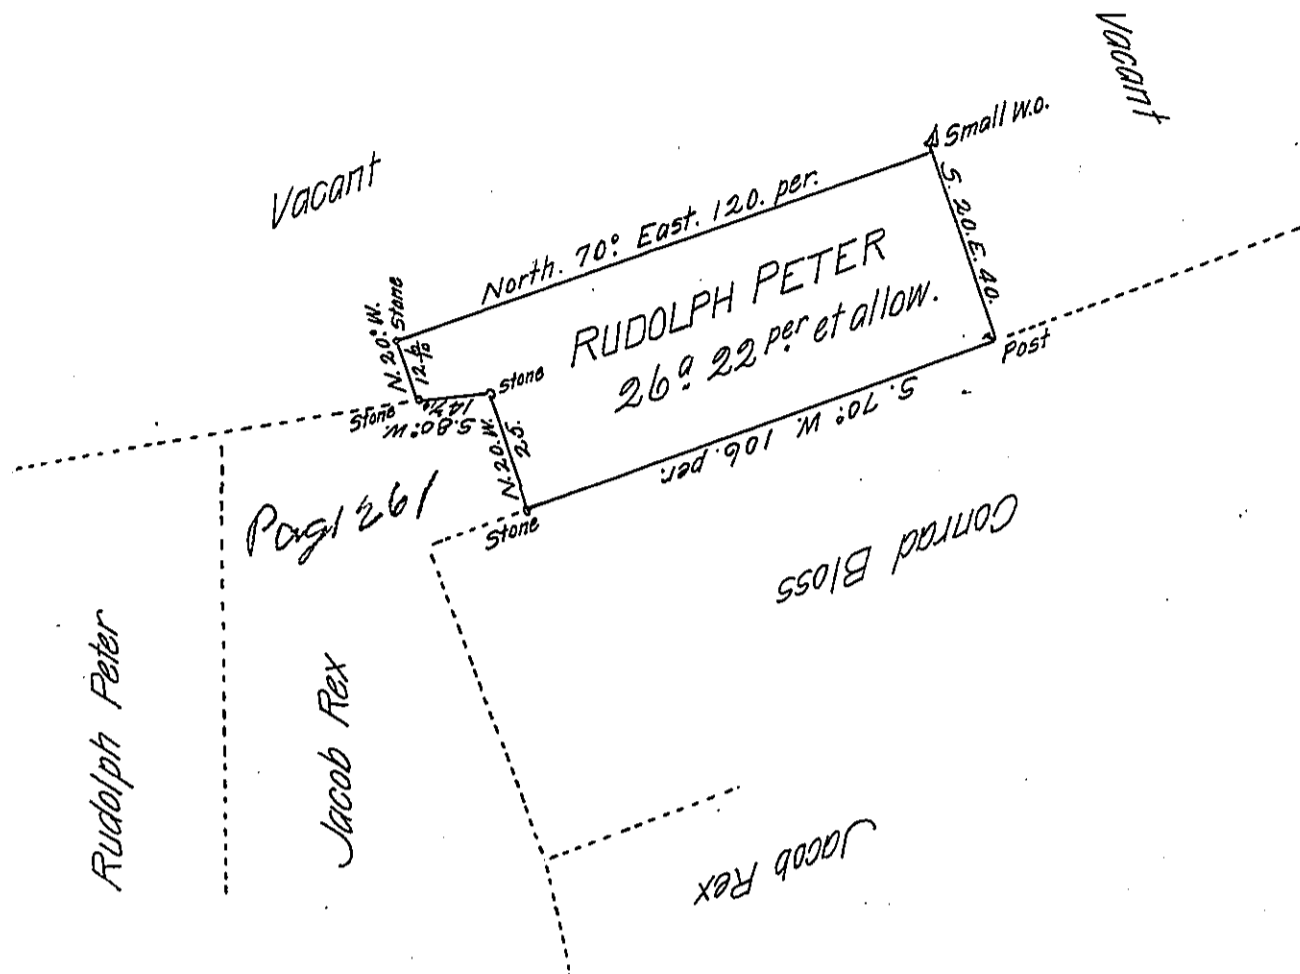 Vacant
Vacant
Small W.O.
North. 70° East. 120. per.
S. 20. E. 40.
RUDOLPH PETER
26a. 22 per et allow.
N. 20° W.
12 6/10
Stone
Stone
Stone
S. 80° W.
N. 20. W.
25.
S. 70° W. 106. per.
Post
Stone
Conrad Bloss
Rudolph Peter
Jacob Rex
Jacob Rex